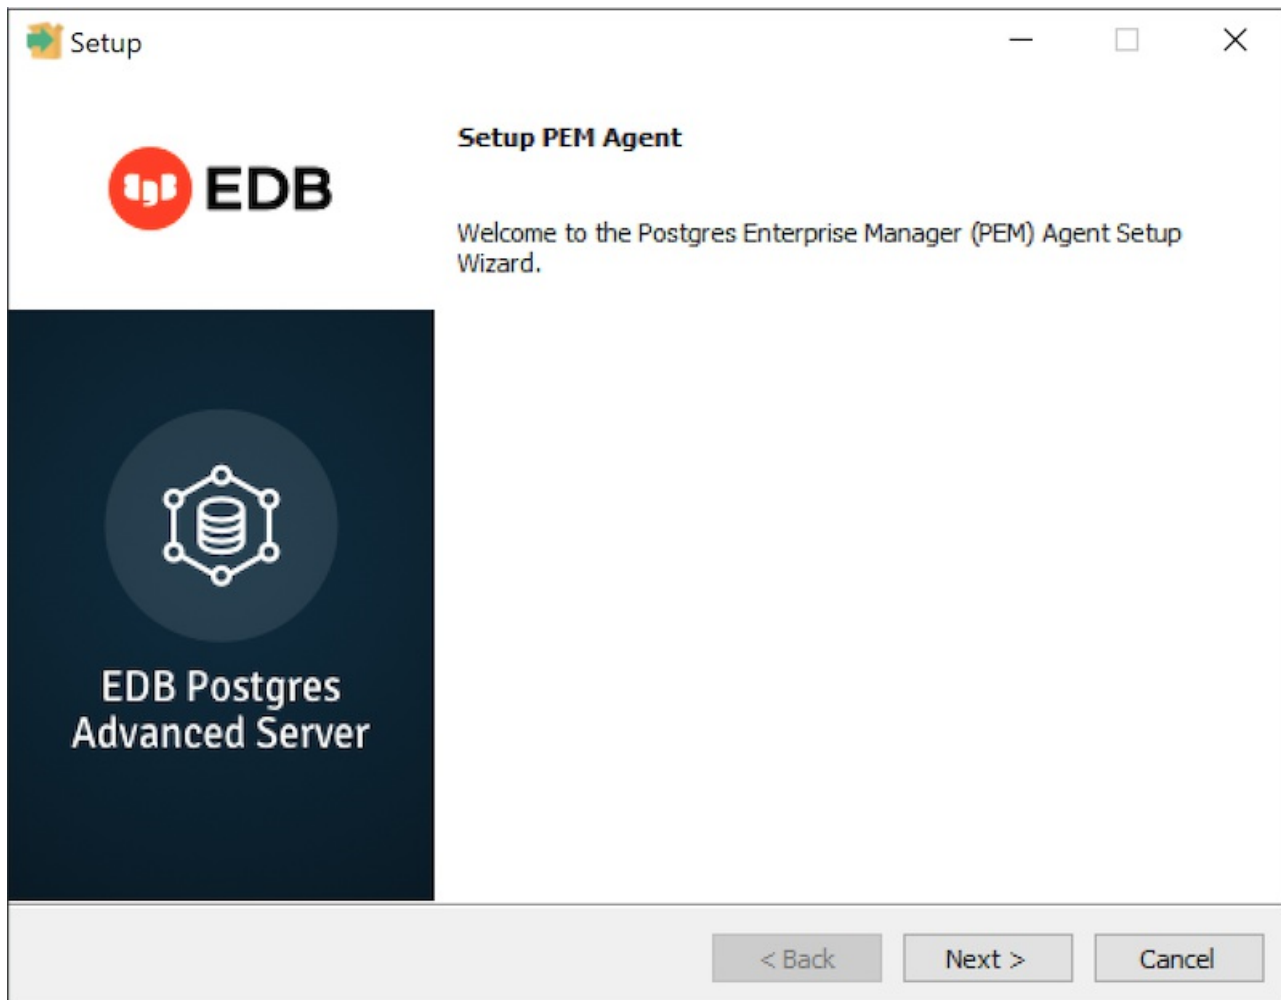 Setup
EDB
Setup PEM Agent
Welcome to the Postgres Enterprise Manager (PEM) Agent Setup
Wizard.
EDB Postgres
Advanced Server
< Back
Next >
Cancel